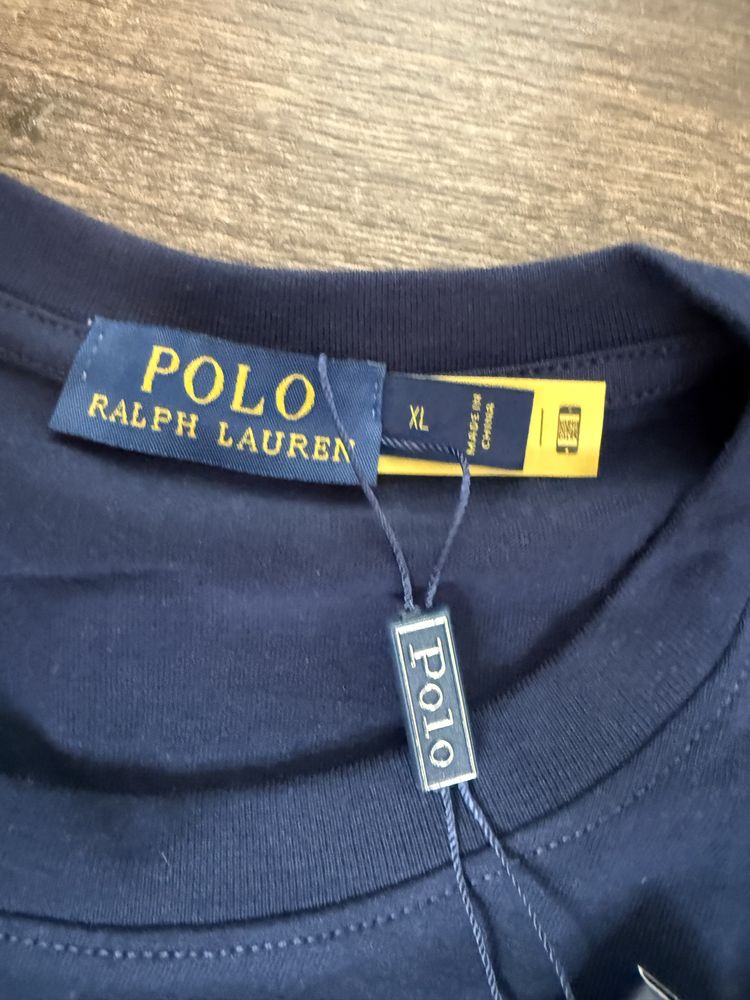 POLO
RALPH LAUREN
XL
MADE IN
CHINA
Polo